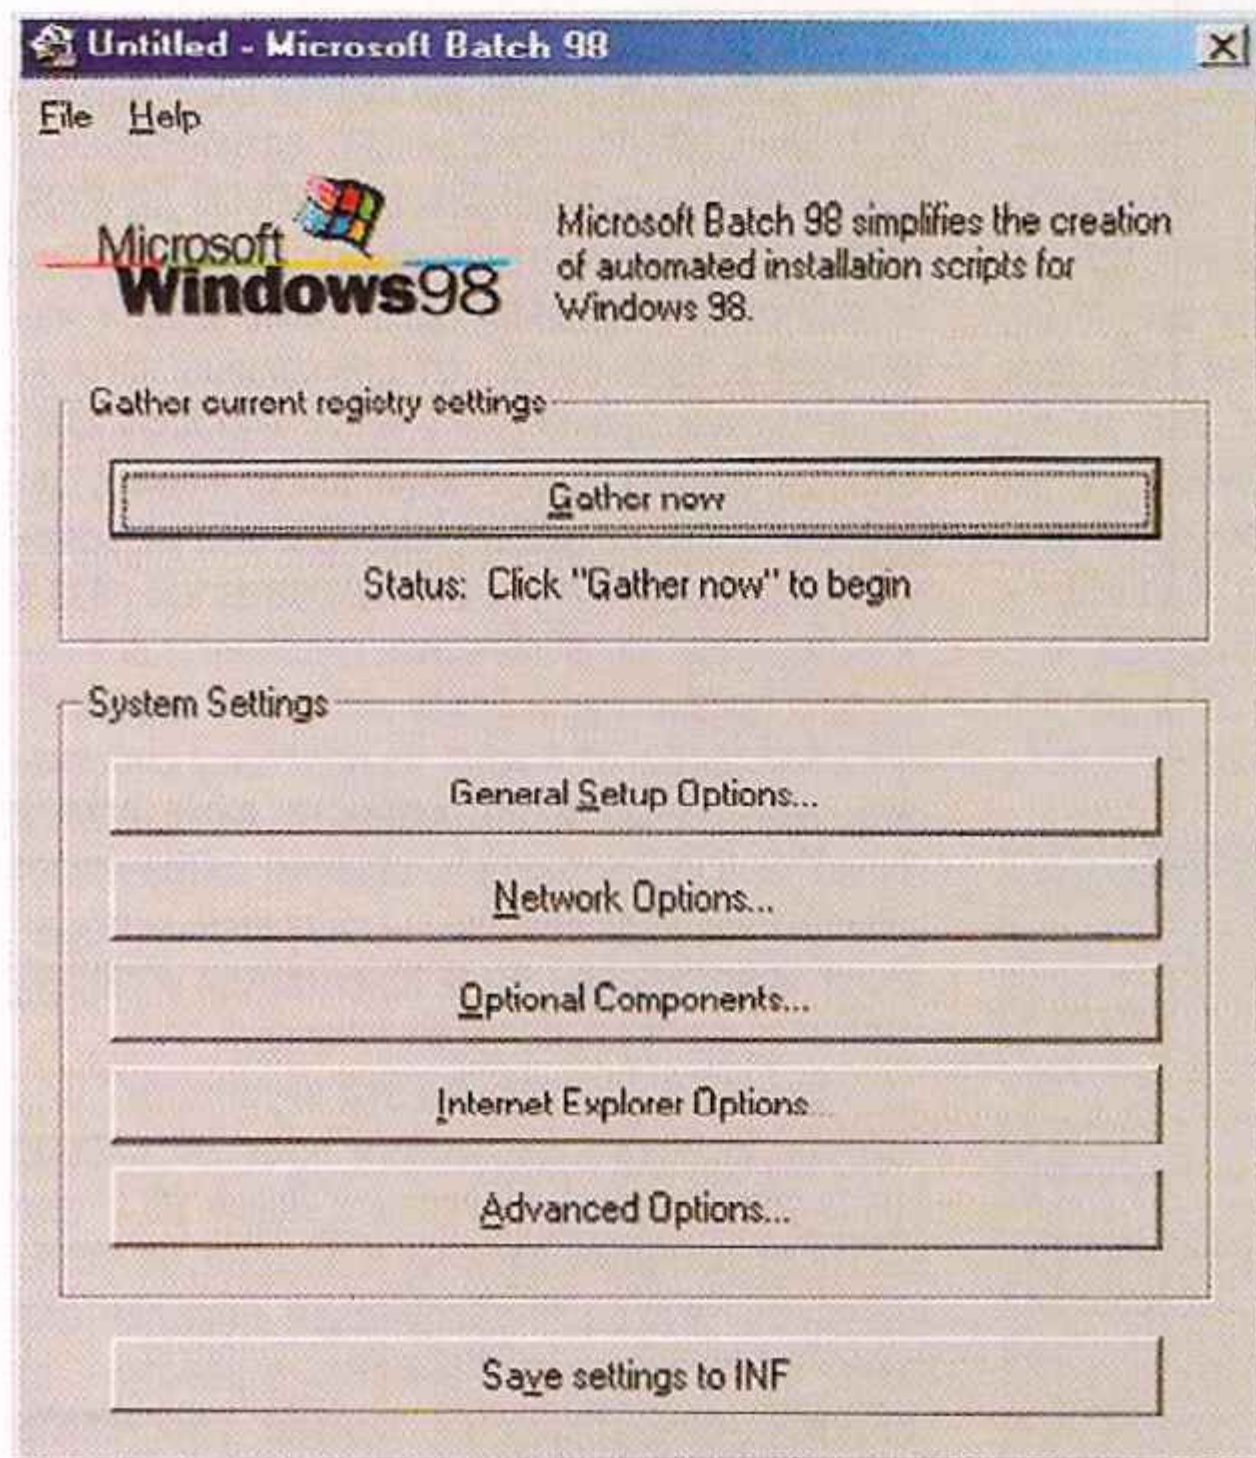 Untitled - Microsoft Batch 98
File Help
Microsoft
Windows98
Microsoft Batch 98 simplifies the creation
of automated installation scripts for
Windows 98.
Gather current registry settings
Gather now
Status: Click "Gather now" to begin
System Settings
General Setup Options...
Network Options...
Optional Components...
Internet Explorer Options...
Advanced Options...
Save settings to INF